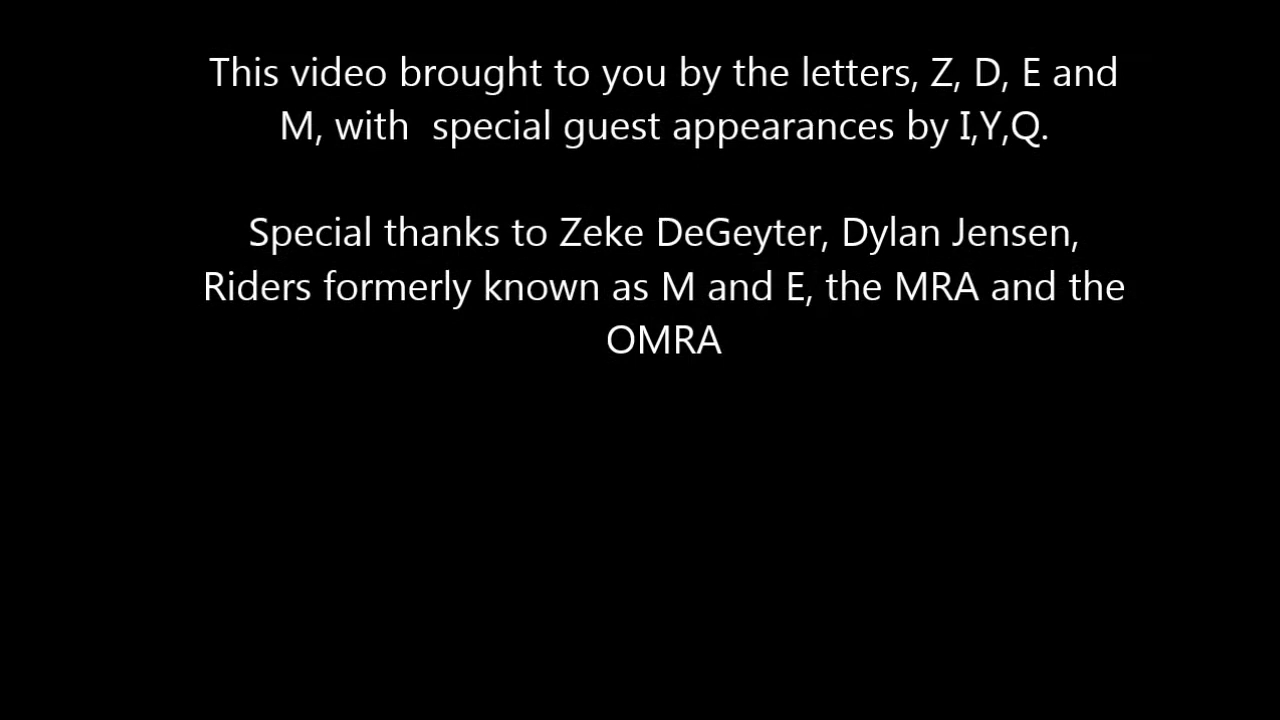 This video brought to you by the letters, Z, D, E and
M, with  special guest appearances by I,Y,Q.
Special thanks to Zeke DeGeyter, Dylan Jensen,
Riders formerly known as M and E, the MRA and the
OMRA